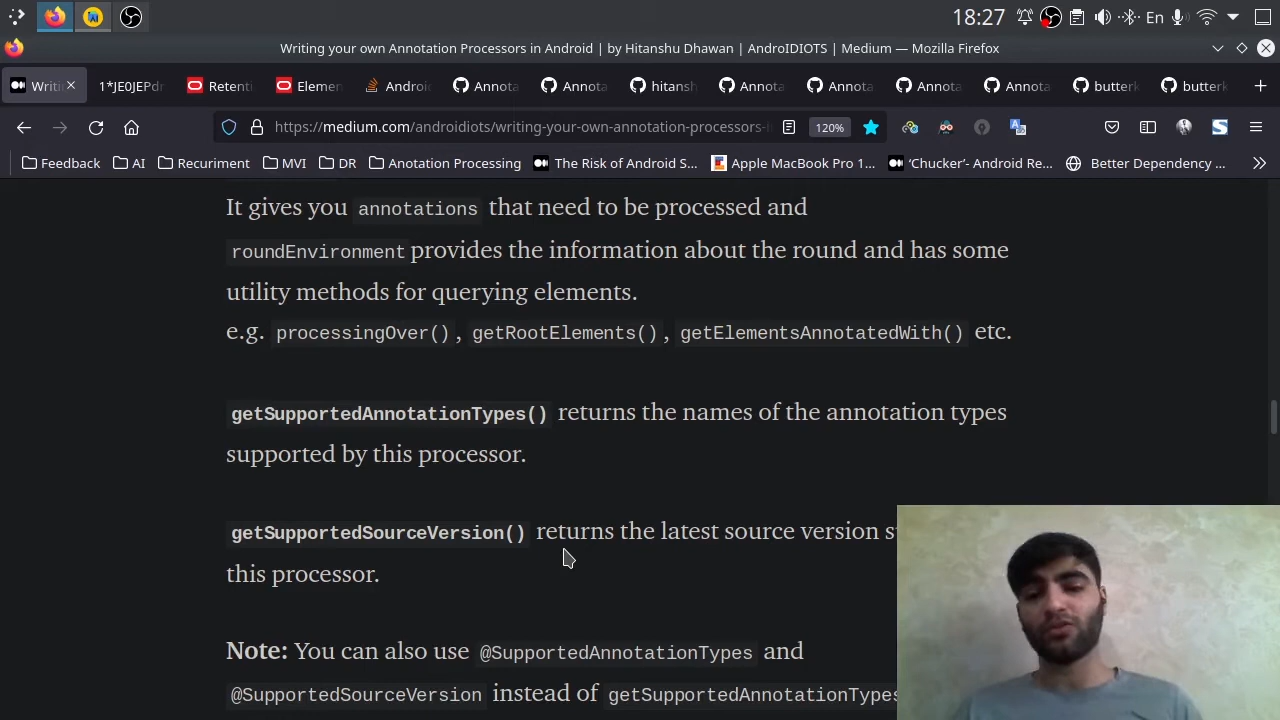 18:27 En
Writing your own Annotation Processors in Android | by Hitanshu Dhawan | AndroIDIOTS | Medium — Mozilla Firefox
Writi 1*JE0JEPdr Retenti Elemen Androi Annota Annota hitansh Annota Annota Annota Annota butterk butterk
https://medium.com/androidiots/writing-your-own-annotation-processors-i 120%
Feedback AI Recruriment MVI DR Anotation Processing The Risk of Android S... Apple MacBook Pro 1... ‘Chucker’- Android Re... Better Dependency ...
It gives you annotations that need to be processed and
roundEnvironment provides the information about the round and has some
utility methods for querying elements.
e.g. processingOver(), getRootElements(), getElementsAnnotatedWith() etc.
getSupportedAnnotationTypes() returns the names of the annotation types
supported by this processor.
getSupportedSourceVersion() returns the latest source version s
this processor.
Note: You can also use @SupportedAnnotationTypes and
@SupportedSourceVersion instead of getSupportedAnnotationTypes